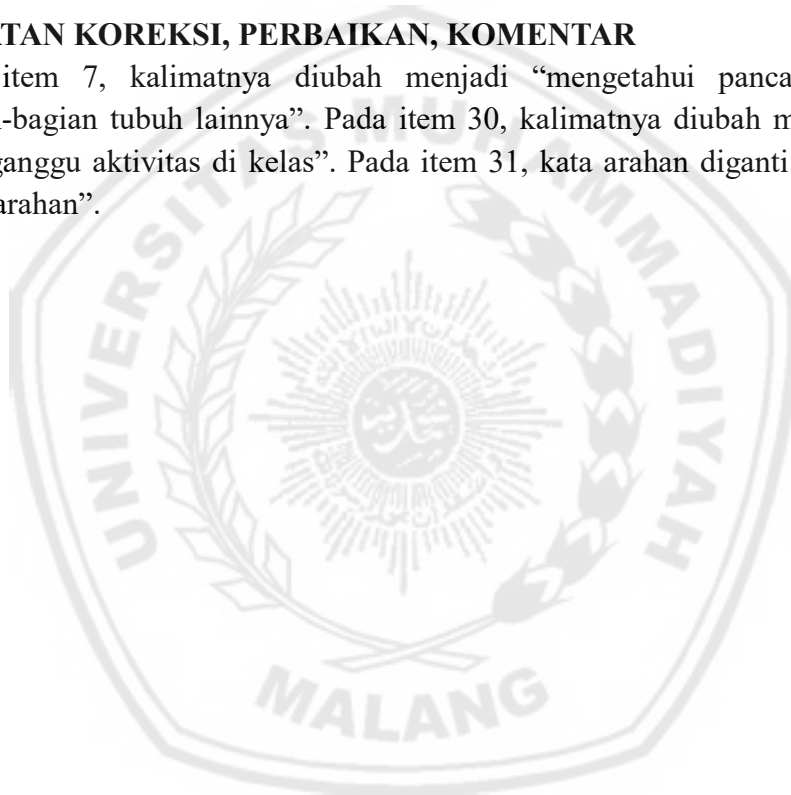 ATAN KOREKSI, PERBAIKAN, KOMENTAR
item 7, kalimatnya diubah menjadi “mengetahui panca
-bagian tubuh lainnya”. Pada item 30, kalimatnya diubah m
ganggu aktivitas di kelas”. Pada item 31, kata arahan diganti
arahan”.
UNIVERSITAS MUHAMMADIYAH
MALANG